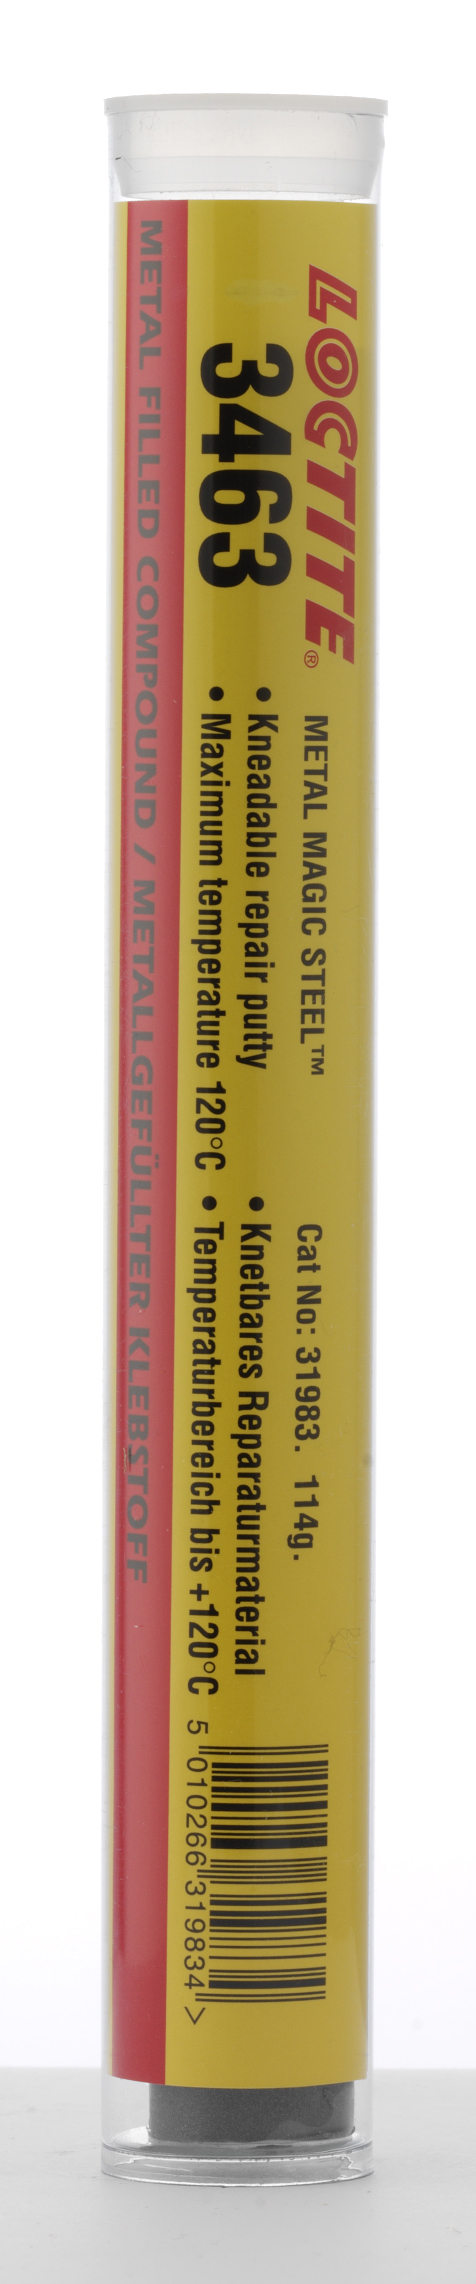 LOCTITE®
3463
METAL MAGIC STEEL™
• Kneadable repair putty
• Maximum temperature 120°C
Cat No: 31983. 114g.
• Knetbares Reparaturmaterial
• Temperaturbereich bis +120°C
5 010266 319834 >
METAL FILLED COMPOUND / METALLGEFÜLLTER KLEBSTOFF